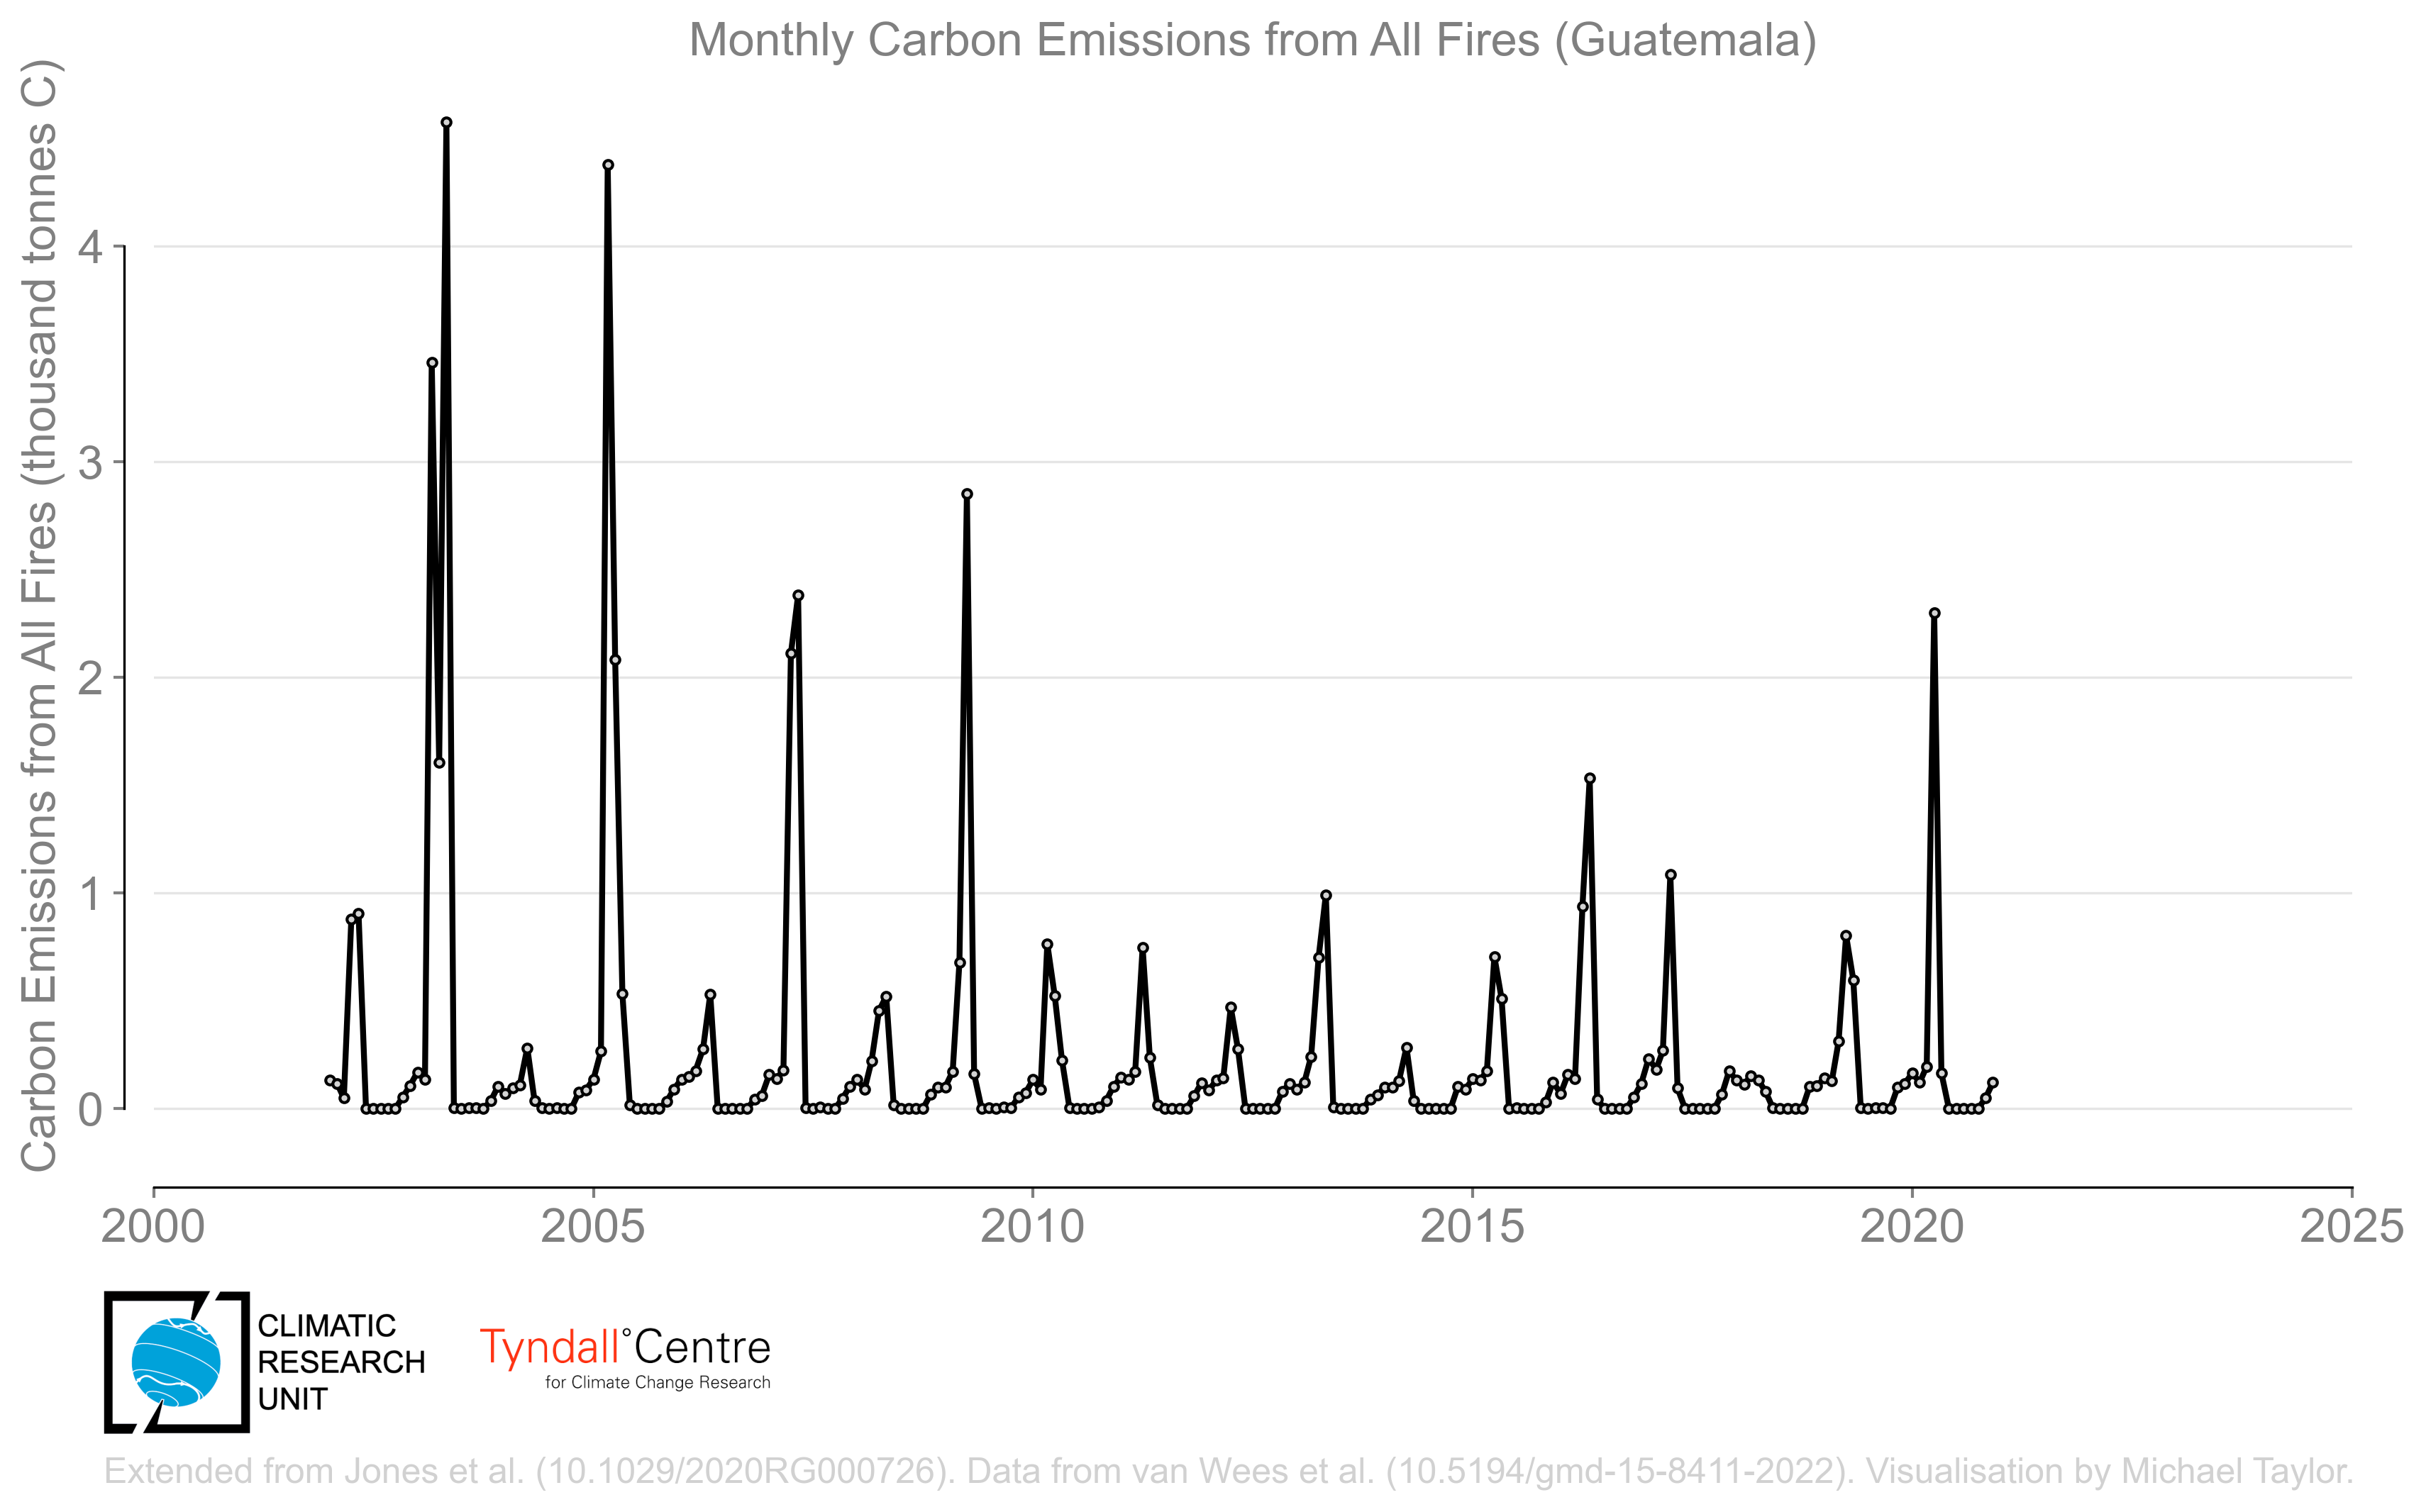 Monthly Carbon Emissions from All Fires (Guatemala)
Carbon Emissions from All Fires (thousand tonnes C)
4
3
2
1
0
2000 2005 2010 2015 2020 2025
CLIMATIC
RESEARCH
UNIT
Tyndall°Centre
for Climate Change Research
Extended from Jones et al. (10.1029/2020RG000726). Data from van Wees et al. (10.5194/gmd-15-8411-2022). Visualisation by Michael Taylor.